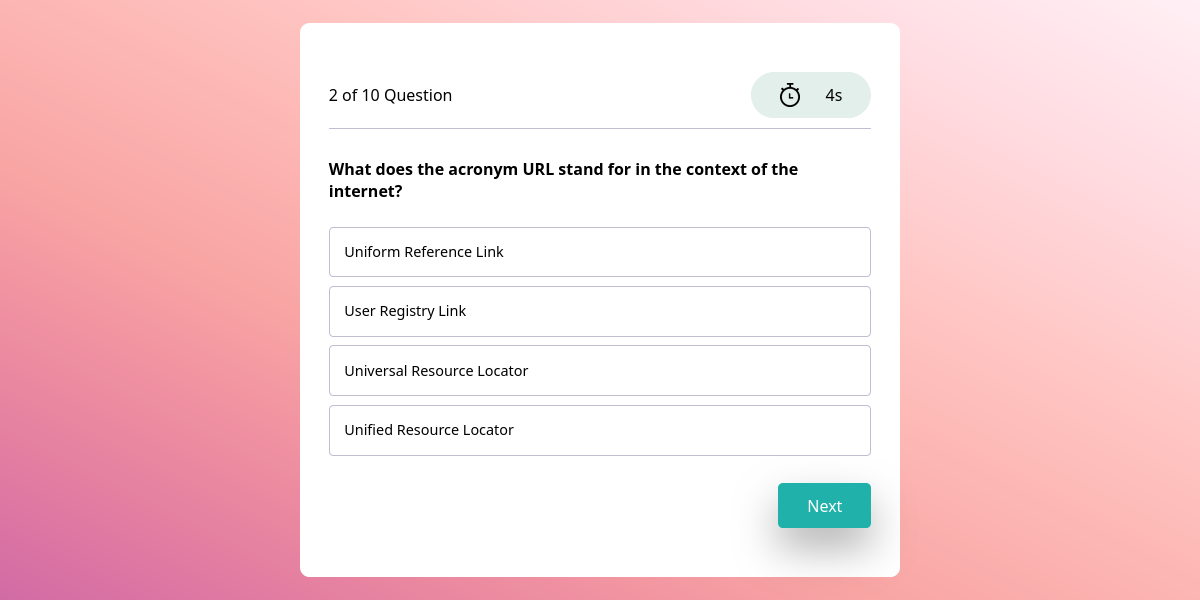 2 of 10 Question
4s
What does the acronym URL stand for in the context of the
internet?
Uniform Reference Link
User Registry Link
Universal Resource Locator
Unified Resource Locator
Next